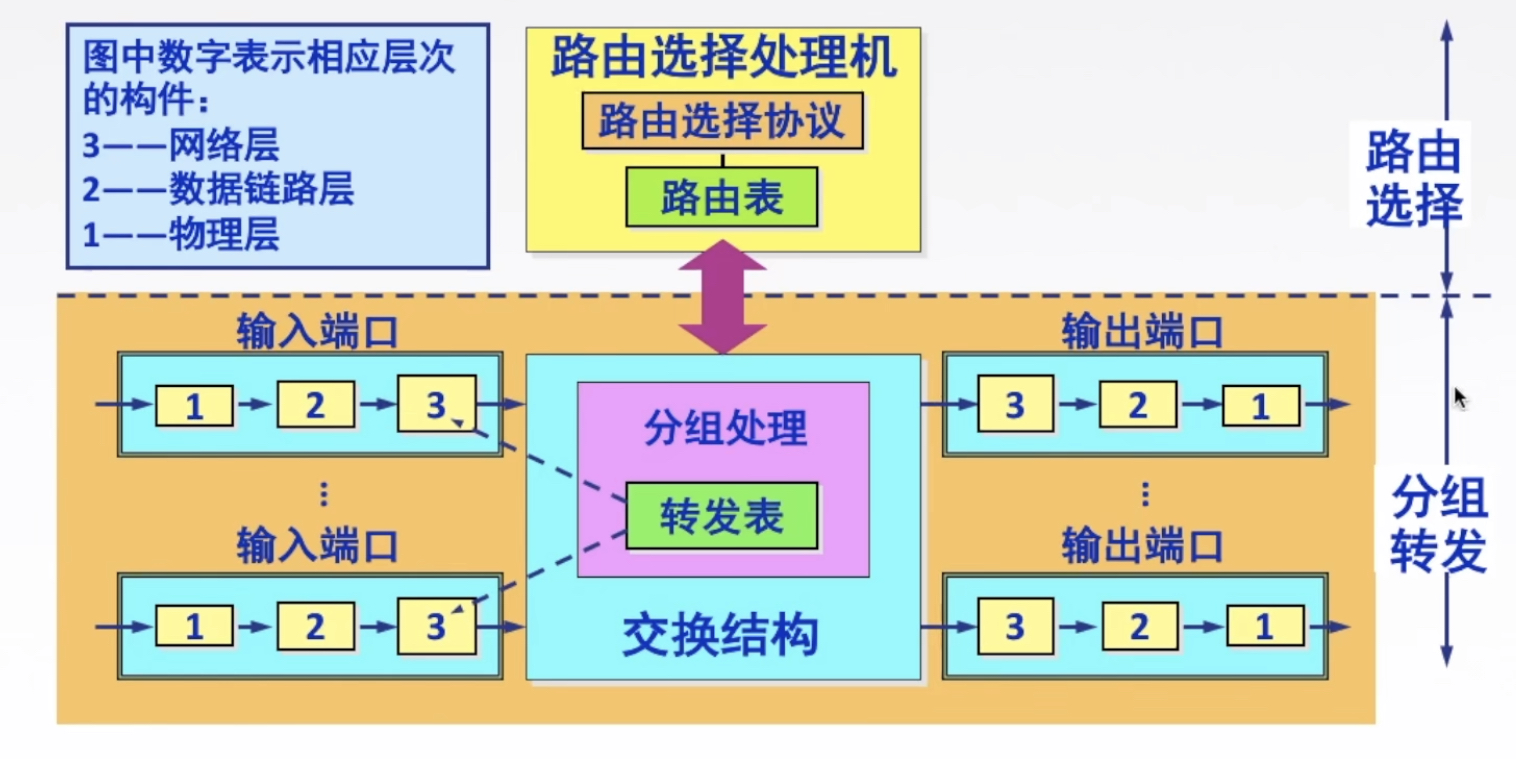 图中数字表示相应层次
的构件：
3——网络层
2——数据链路层
1——物理层
路由选择处理机
路由选择协议
路由表
路由
选择
输入端口
1
2
3
⋮
输入端口
1
2
3
分组处理
转发表
交换结构
输出端口
3
2
1
⋮
输出端口
3
2
1
分组
转发